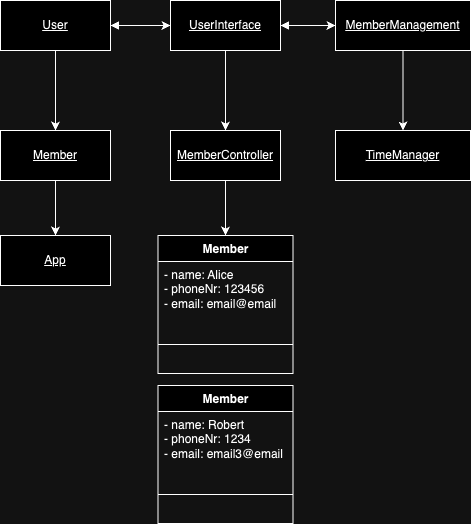 User
UserInterface
MemberManagement
Member
MemberController
TimeManager
App
Member
- name: Alice
- phoneNr: 123456
- email: email@email
Member
- name: Robert
- phoneNr: 1234
- email: email3@email